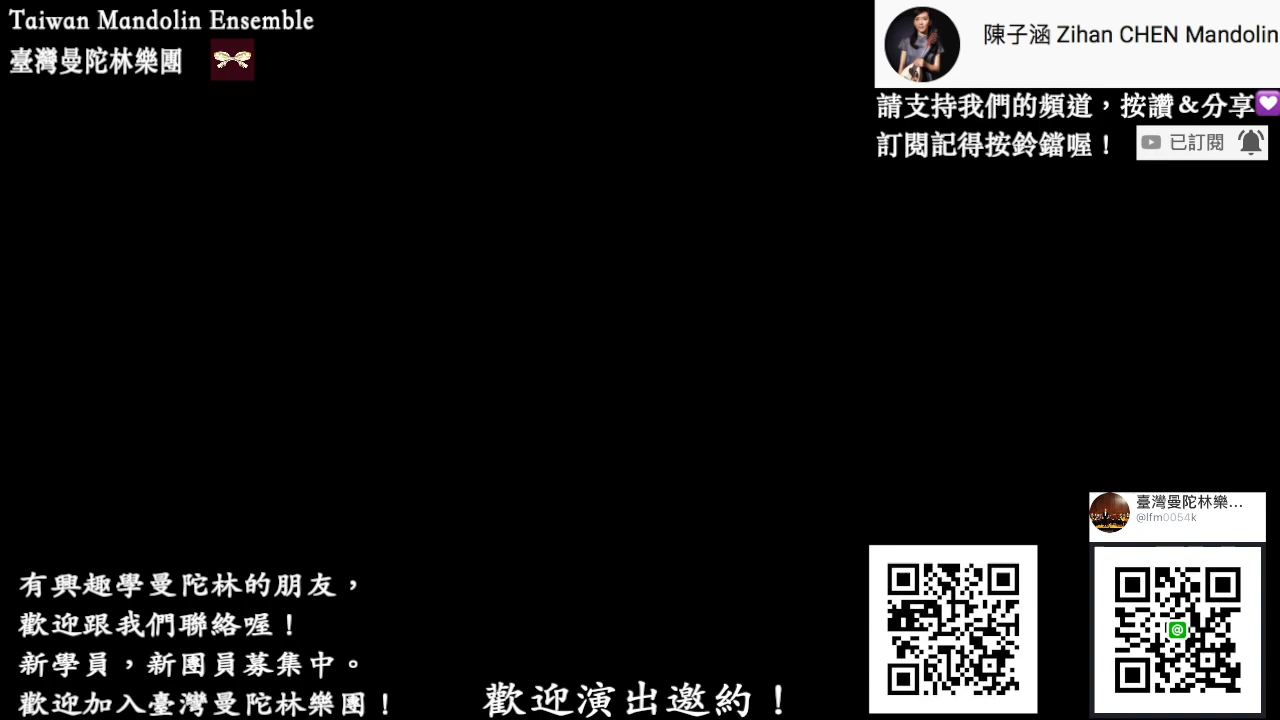 Taiwan Mandolin Ensemble
臺灣曼陀林樂團
陳子涵 Zihan CHEN Mandolin
請支持我們的頻道，按讚＆分享
訂閱記得按鈴鐺喔！
已訂閱
臺灣曼陀林樂...
@lfm0054k
有興趣學曼陀林的朋友，
歡迎跟我們聯絡喔！
新學員，新團員募集中。
歡迎加入臺灣曼陀林樂團！
歡迎演出邀約！